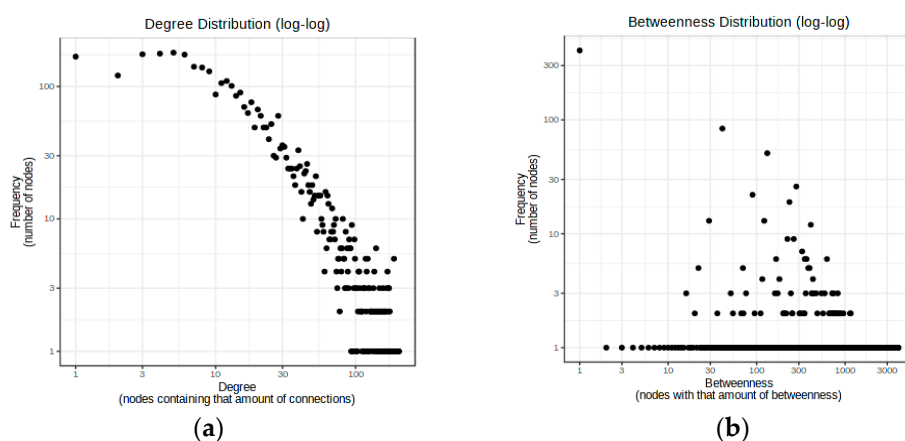 Degree Distribution (log-log)
100
30
10
3
1
Frequency
(number of nodes)
1
3
10
30
100
Degree
(nodes containing that amount of connections)
(a)
Betweenness Distribution (log-log)
300
100
30
10
3
1
Frequency
(number of nodes)
1
3
10
30
100
300
1000
3000
Betweenness
(nodes with that amount of betweenness)
(b)